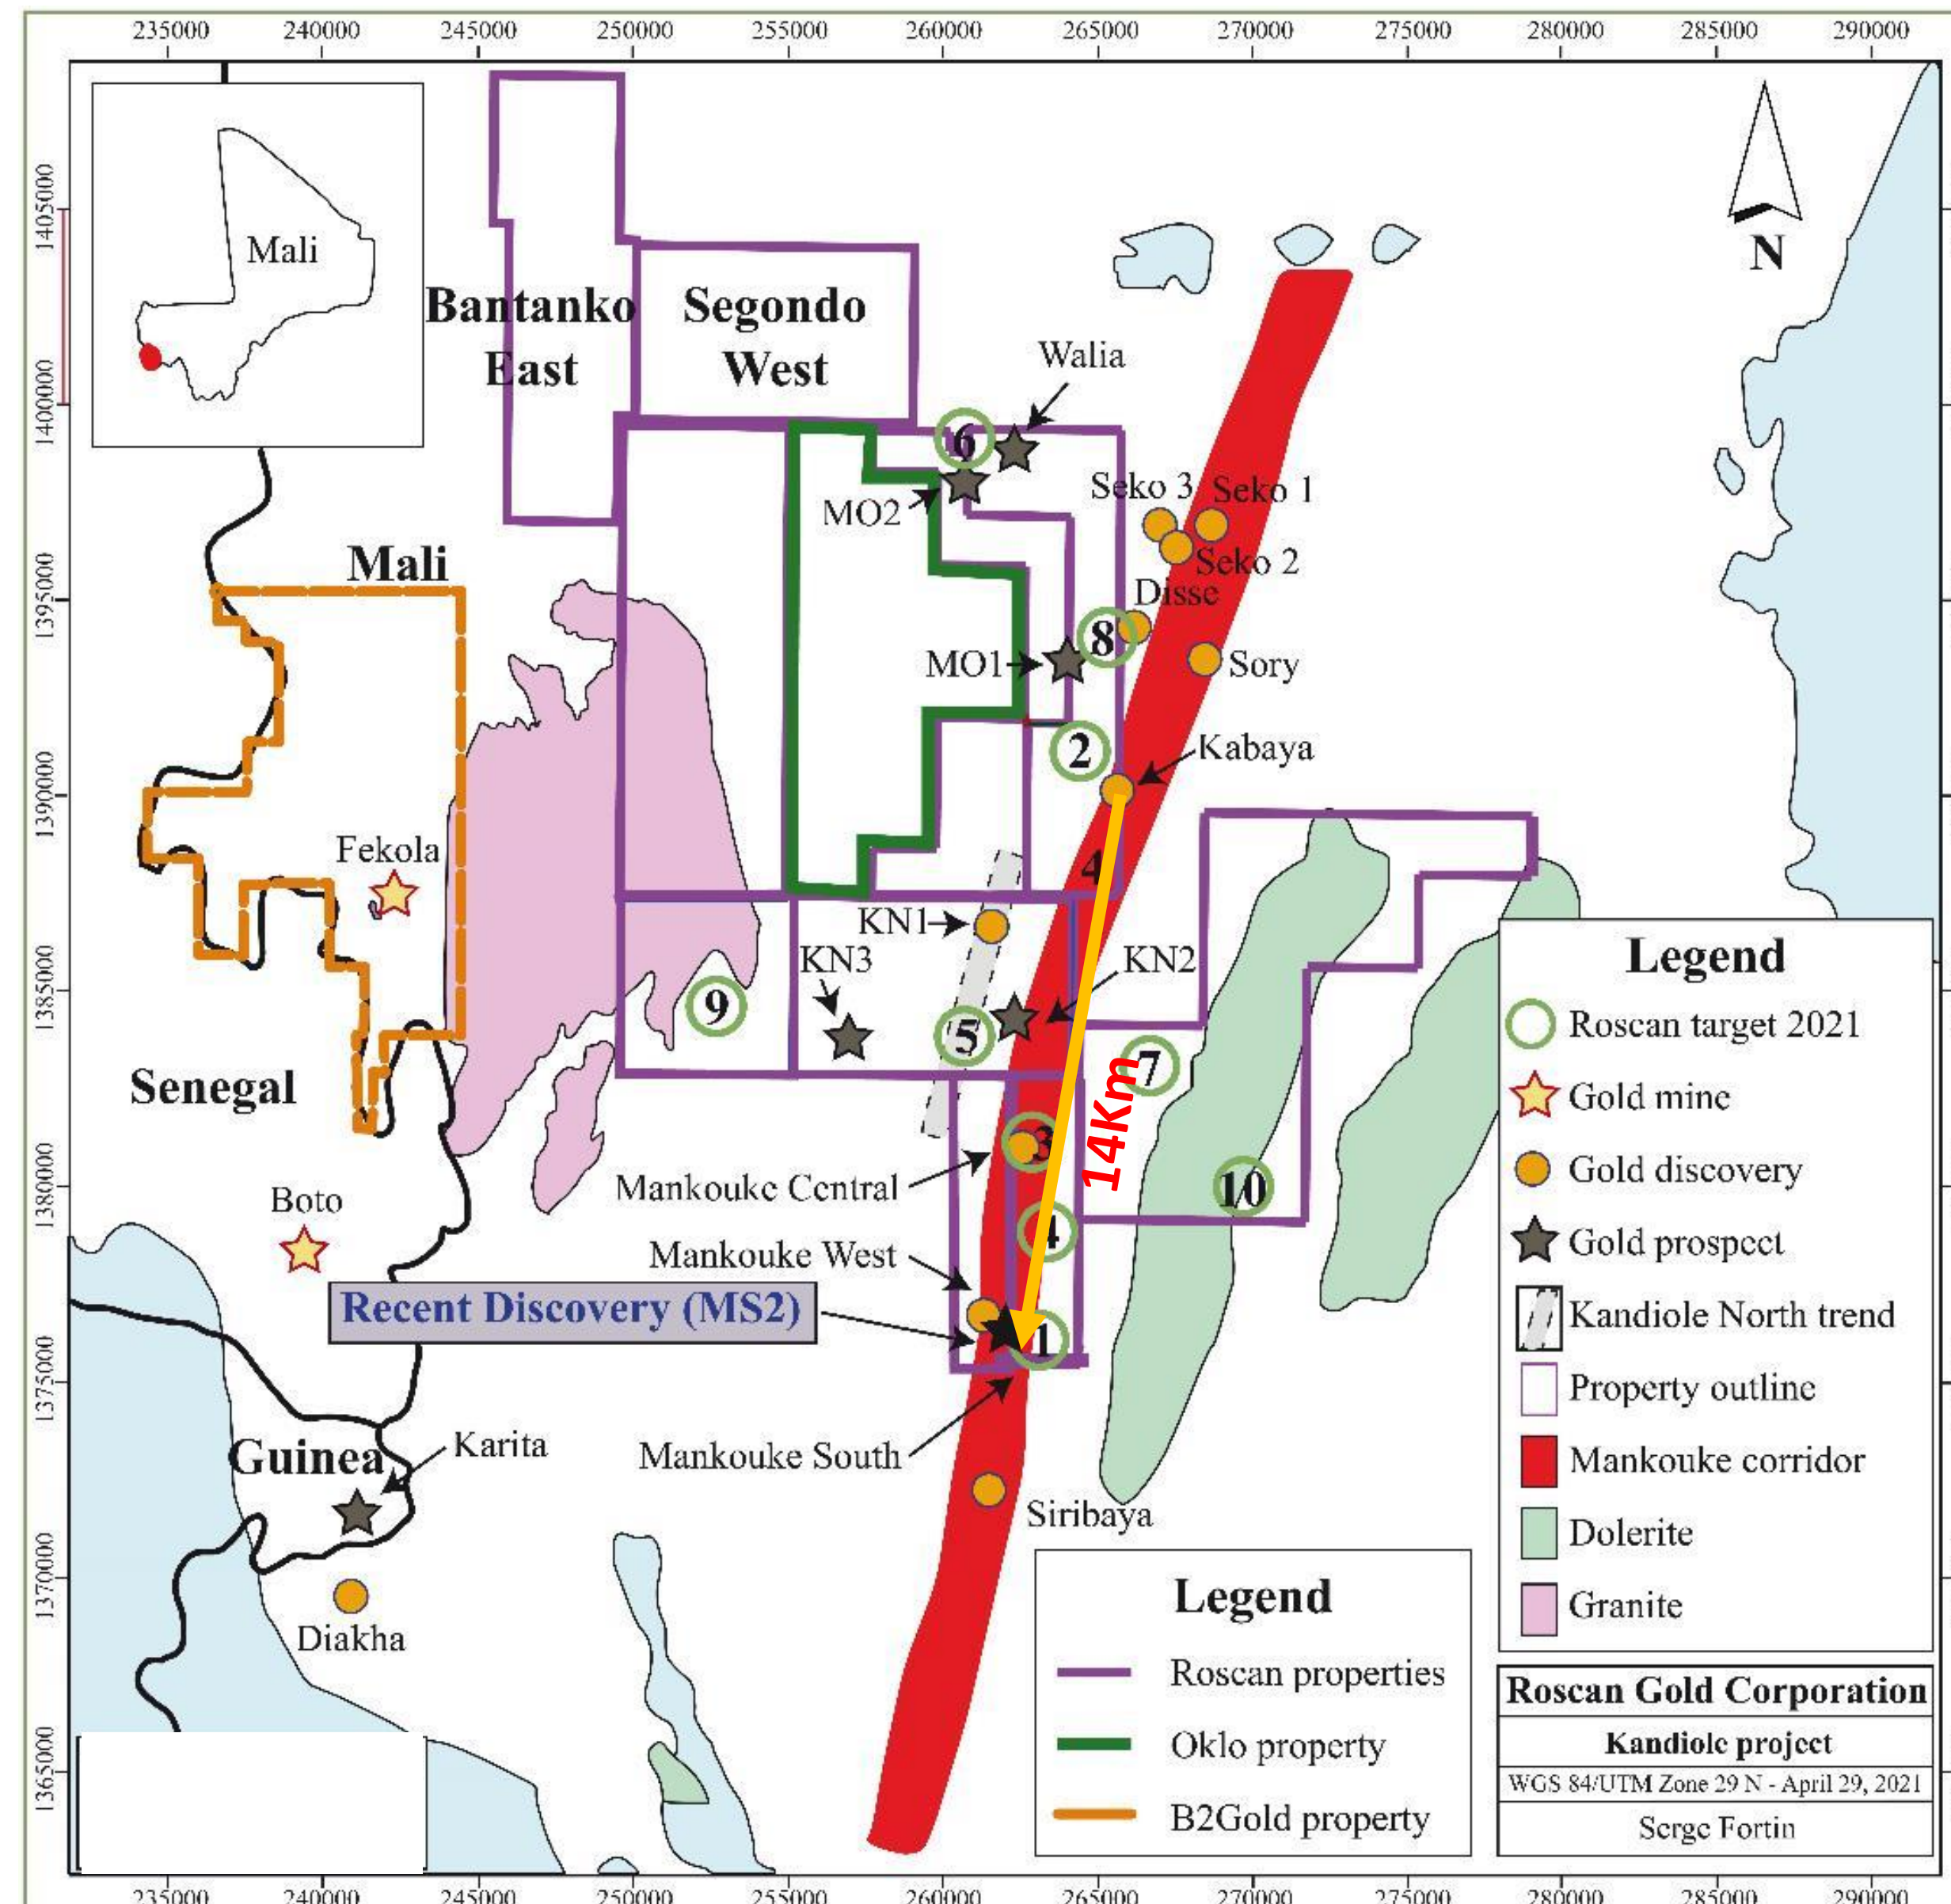 235000 240000 245000 250000 255000 260000 265000 270000 275000 280000 285000 290000
1405000
1400000
1395000
1390000
1385000
1380000
1375000
1370000
1365000
Mali
N
Bantanko
East
Segondo
West
Walia
6
MO2
Seko 3
Seko 1
Seko 2
Disse
8
MO1
Sory
2
Kabaya
Mali
Fekola
4
KN1
KN3
KN2
9
5
7
14Km
Senegal
3
Mankouke Central
10
Boto
4
Mankouke West
Recent Discovery (MS2)
1
Mankouke South
Guinea
Karita
Siribaya
Diakha
Legend
Roscan target 2021
Gold mine
Gold discovery
Gold prospect
Kandiole North trend
Property outline
Mankouke corridor
Dolerite
Granite
Legend
Roscan properties
Oklo property
B2Gold property
Roscan Gold Corporation
Kandiole project
WGS 84/UTM Zone 29 N - April 29, 2021
Serge Fortin
235000 240000 245000 250000 255000 260000 265000 270000 275000 280000 285000 290000